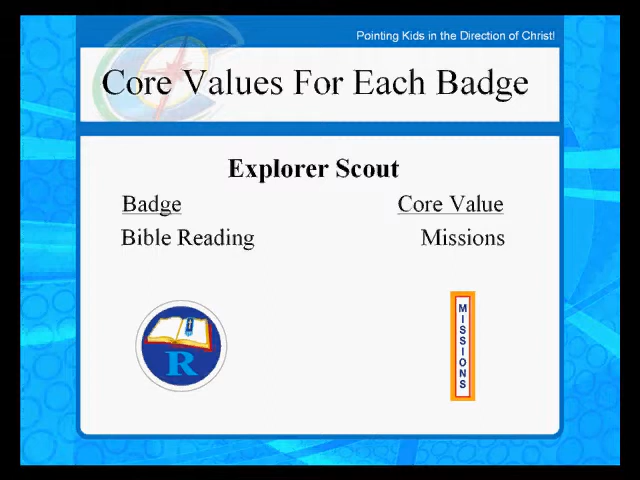 Pointing Kids in the Direction of Christ!
Core Values For Each Badge
Explorer Scout
Badge Core Value
Bible Reading Missions
R
MISSIONS